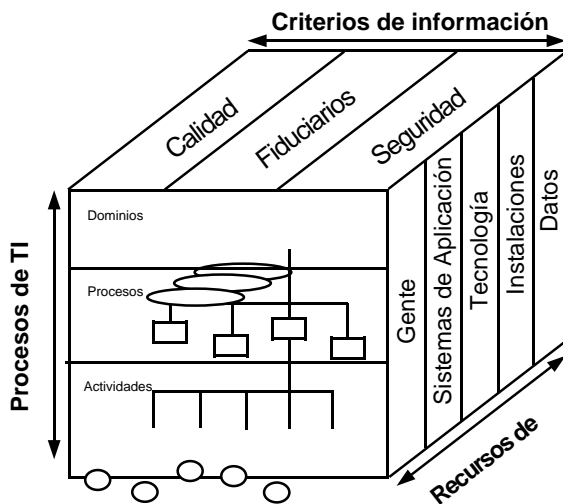 Criterios de información
Calidad
Fiduciarios
Seguridad
Procesos de TI
Dominios
Procesos
Actividades
Gente
Sistemas de Aplicación
Tecnología
Instalaciones
Datos
Recursos de